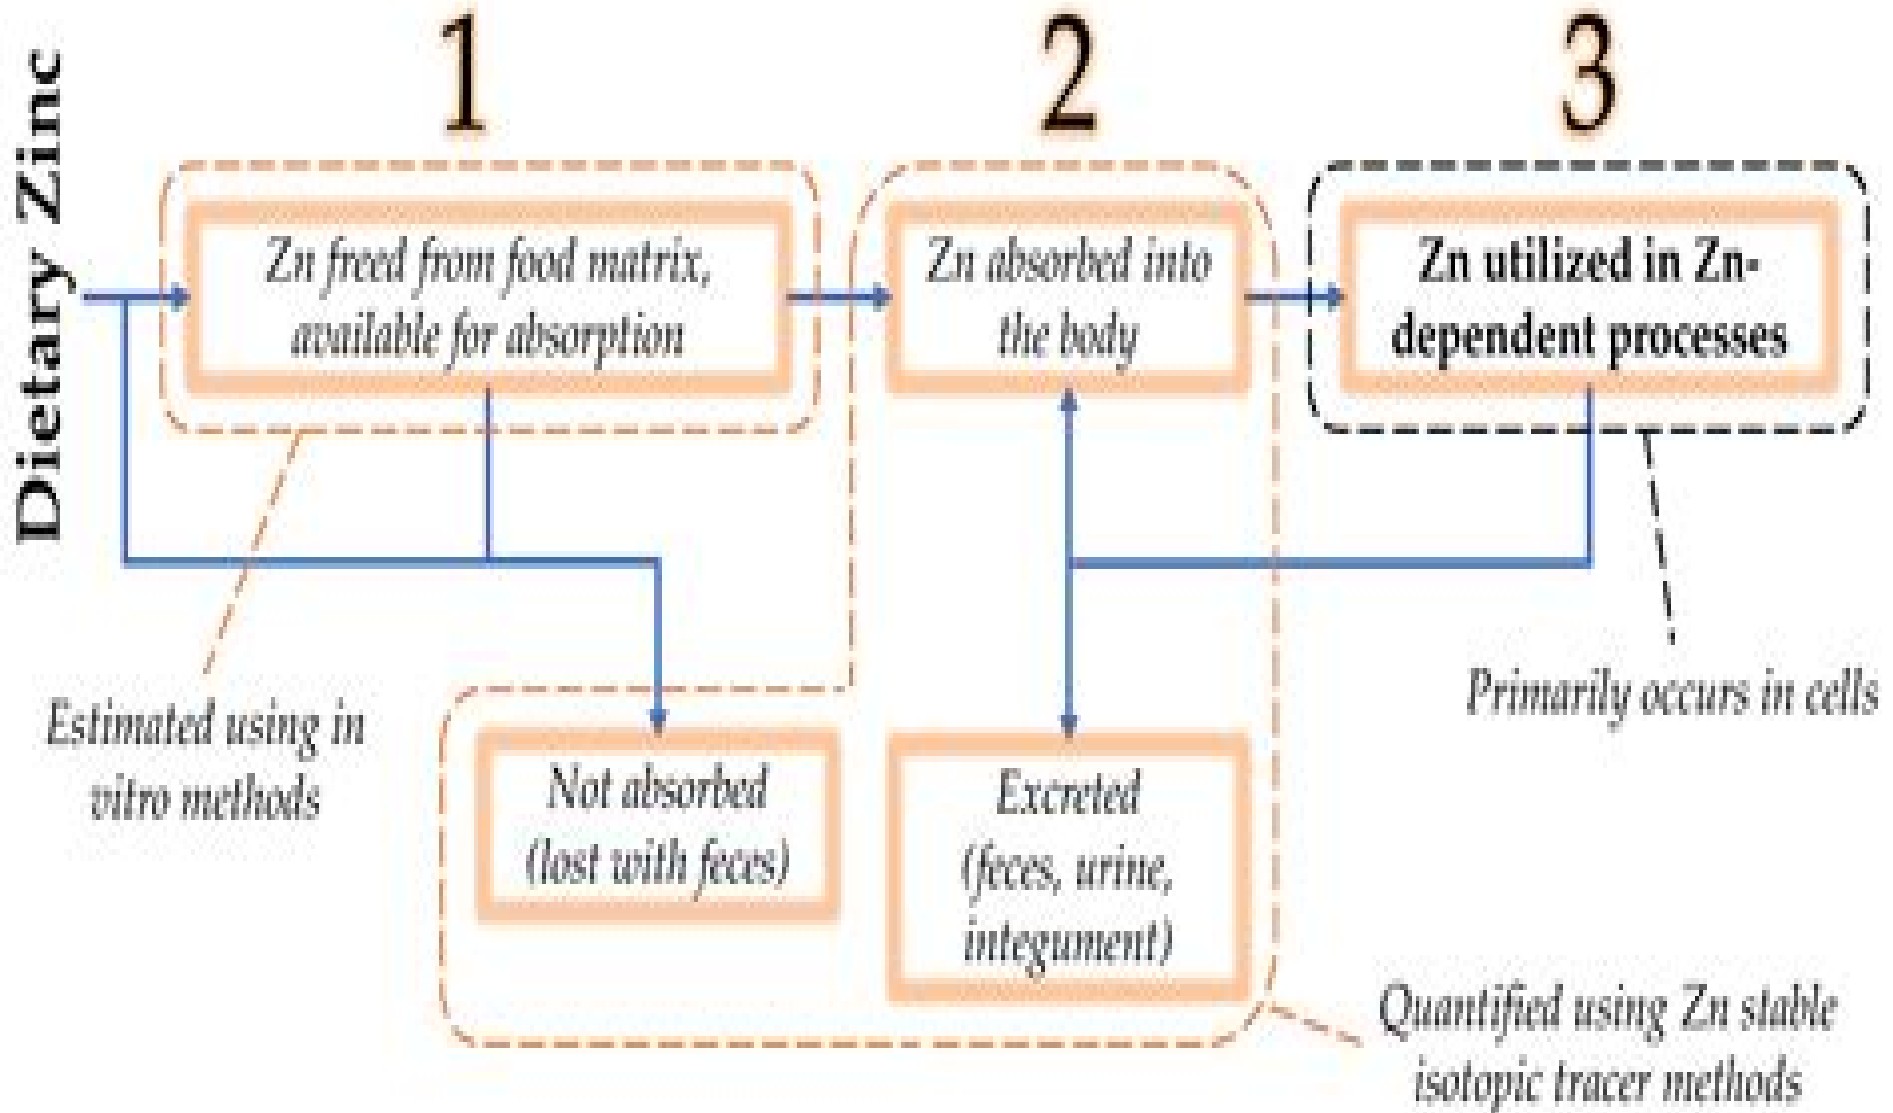 Dietary Zinc
1
2
3
Zn freed from food matrix,
available for absorption
Zn absorbed into
the body
Zn utilized in Zn-
dependent processes
Estimated using in
vitro methods
Primarily occurs in cells
Not absorbed
(lost with feces)
Excreted
(feces, urine,
integument)
Quantified using Zn stable
isotopic tracer methods